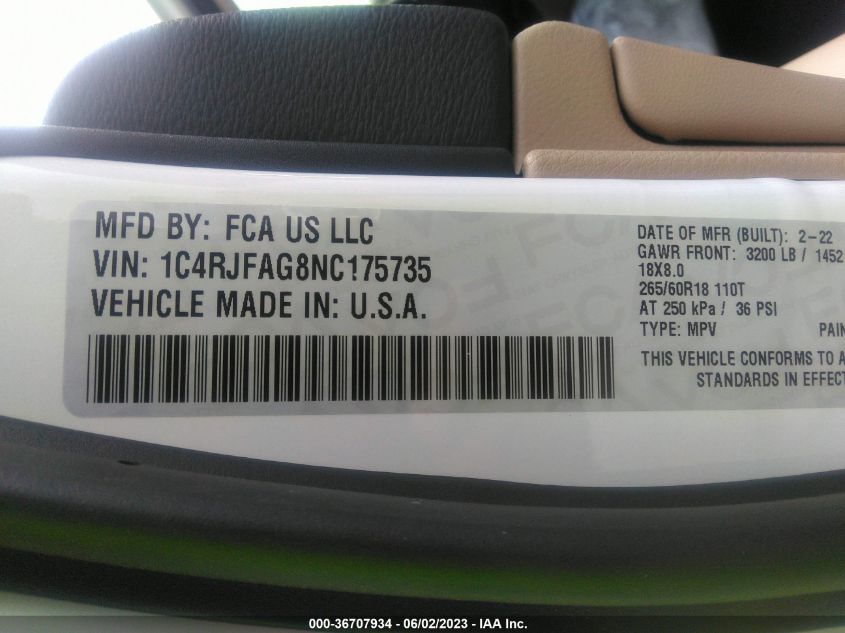 MFD BY: FCA US LLC
VIN: 1C4RJFAG8NC175735
VEHICLE MADE IN: U.S.A.
DATE OF MFR (BUILT): 2-22
GAWR FRONT: 3200 LB / 1452
18X8.0
265/60R18 110T
AT 250 kPa / 36 PSI
TYPE: MPV PAIN
THIS VEHICLE CONFORMS TO A
STANDARDS IN EFFECT
000-36707934 - 06/02/2023 - IAA Inc.